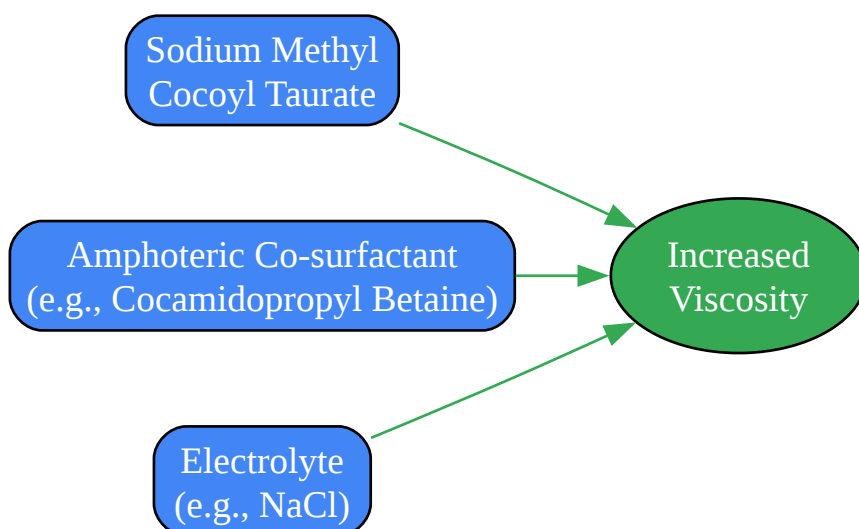 Sodium Methyl
Cocoyl Taurate
Amphoteric Co-surfactant
(e.g., Cocamidopropyl Betaine)
Increased
Viscosity
Electrolyte
(e.g., NaCl)